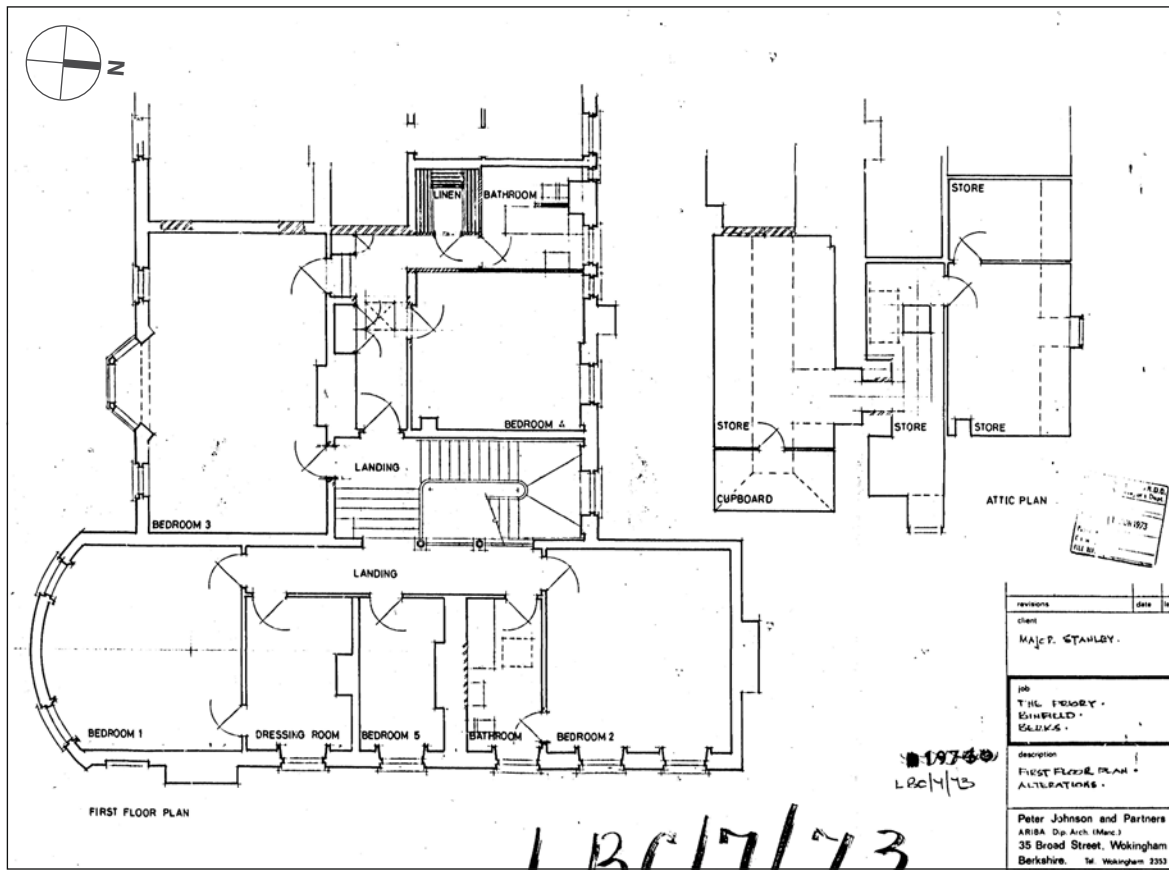 N
LINEN
BATHROOM
STORE
BEDROOM 4
STORE
STORE
STORE
LANDING
CUPBOARD
ATTIC PLAN
BEDROOM 3
1973
LANDING
BEDROOM 1
DRESSING ROOM
BEDROOM 5
BATHROOM
BEDROOM 2
FIRST FLOOR PLAN
LBC/7/73
LBC/7/73
revisions
date
client
MAJOR STANLEY.
job
THE PRIORY.
BINFIELD.
BERKS.
description
FIRST FLOOR PLAN.
ALTERATIONS.
Peter Johnson and Partners
ARIBA Dip. Arch. (Manc.)
35 Broad Street, Wokingham
Berkshire. Tel. Wokingham 2353